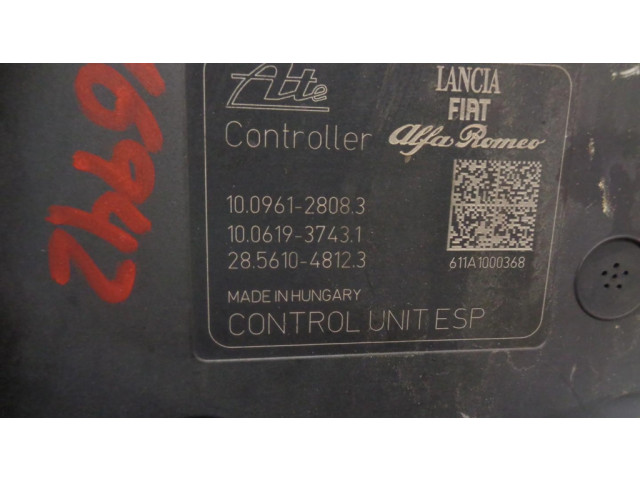 Ate
LANCIA
FIAT
Alfa Romeo
Controller
10.0961-2808.3
10.0619-3743.1
28.5610-4812.3
611A1000368
MADE IN HUNGARY
CONTROL UNIT ESP
16942